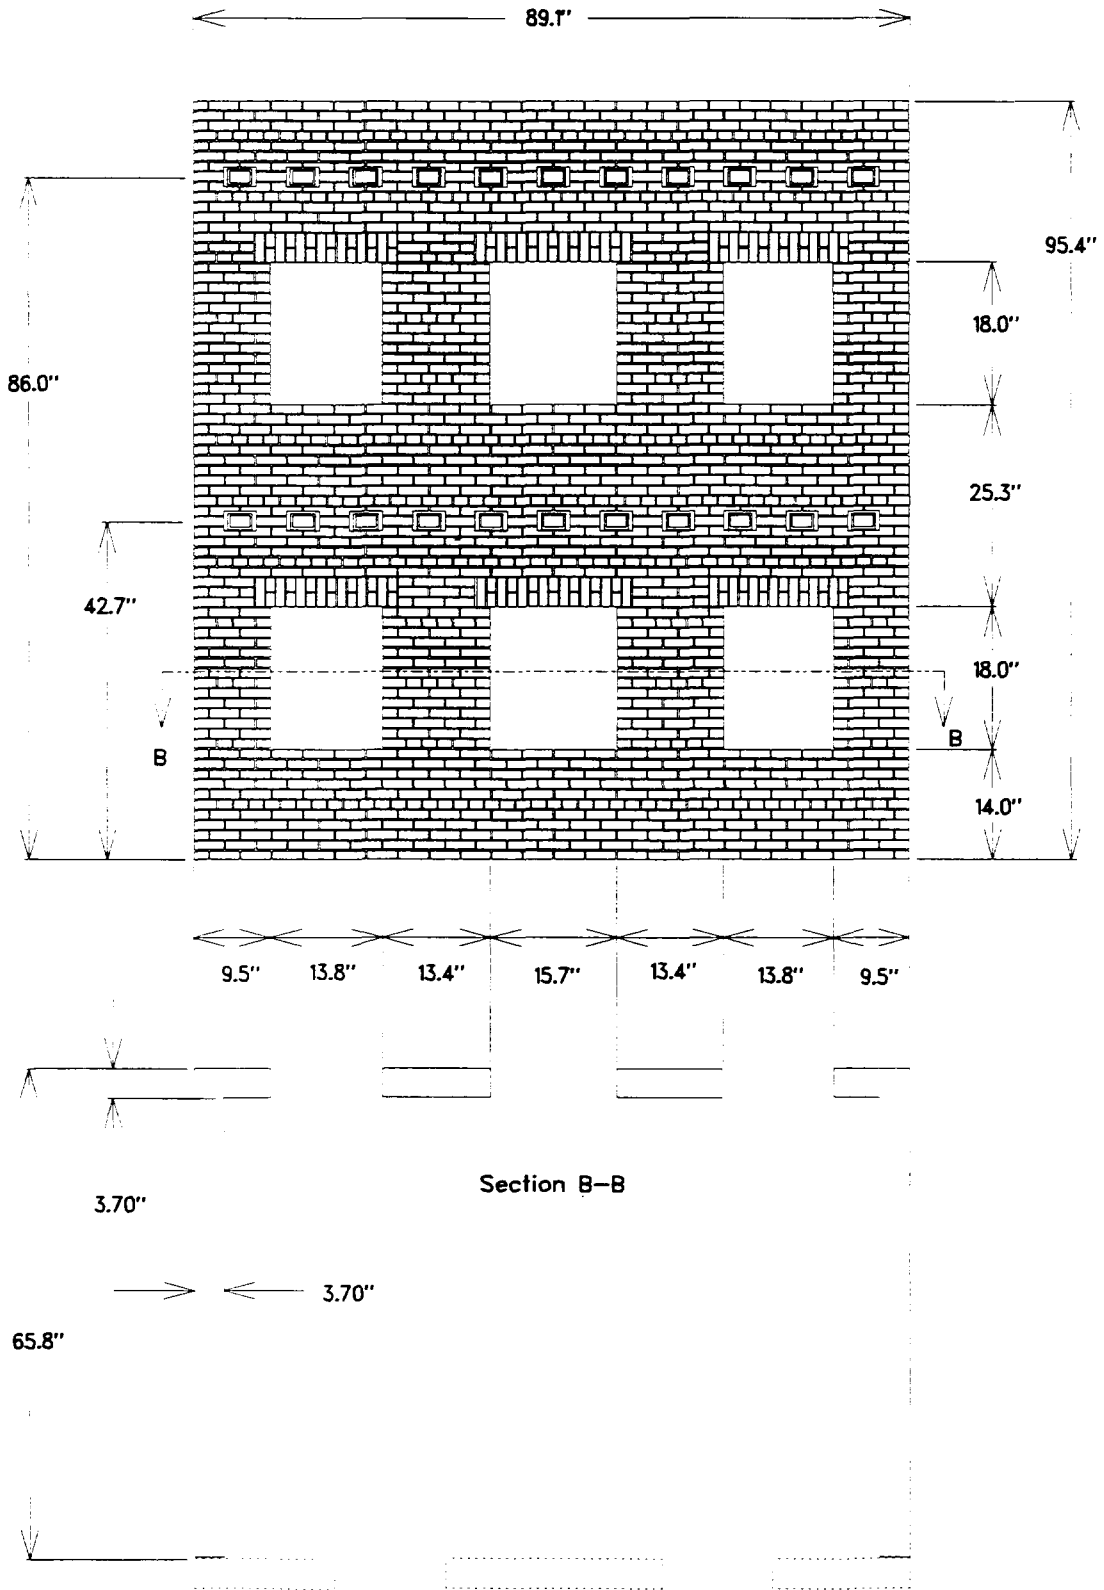 89.1"
95.4"
18.0"
86.0"
25.3"
42.7"
18.0"
B
B
14.0"
9.5" 13.8" 13.4" 15.7" 13.4" 13.8" 9.5"
Section B-B
3.70"
3.70"
65.8"